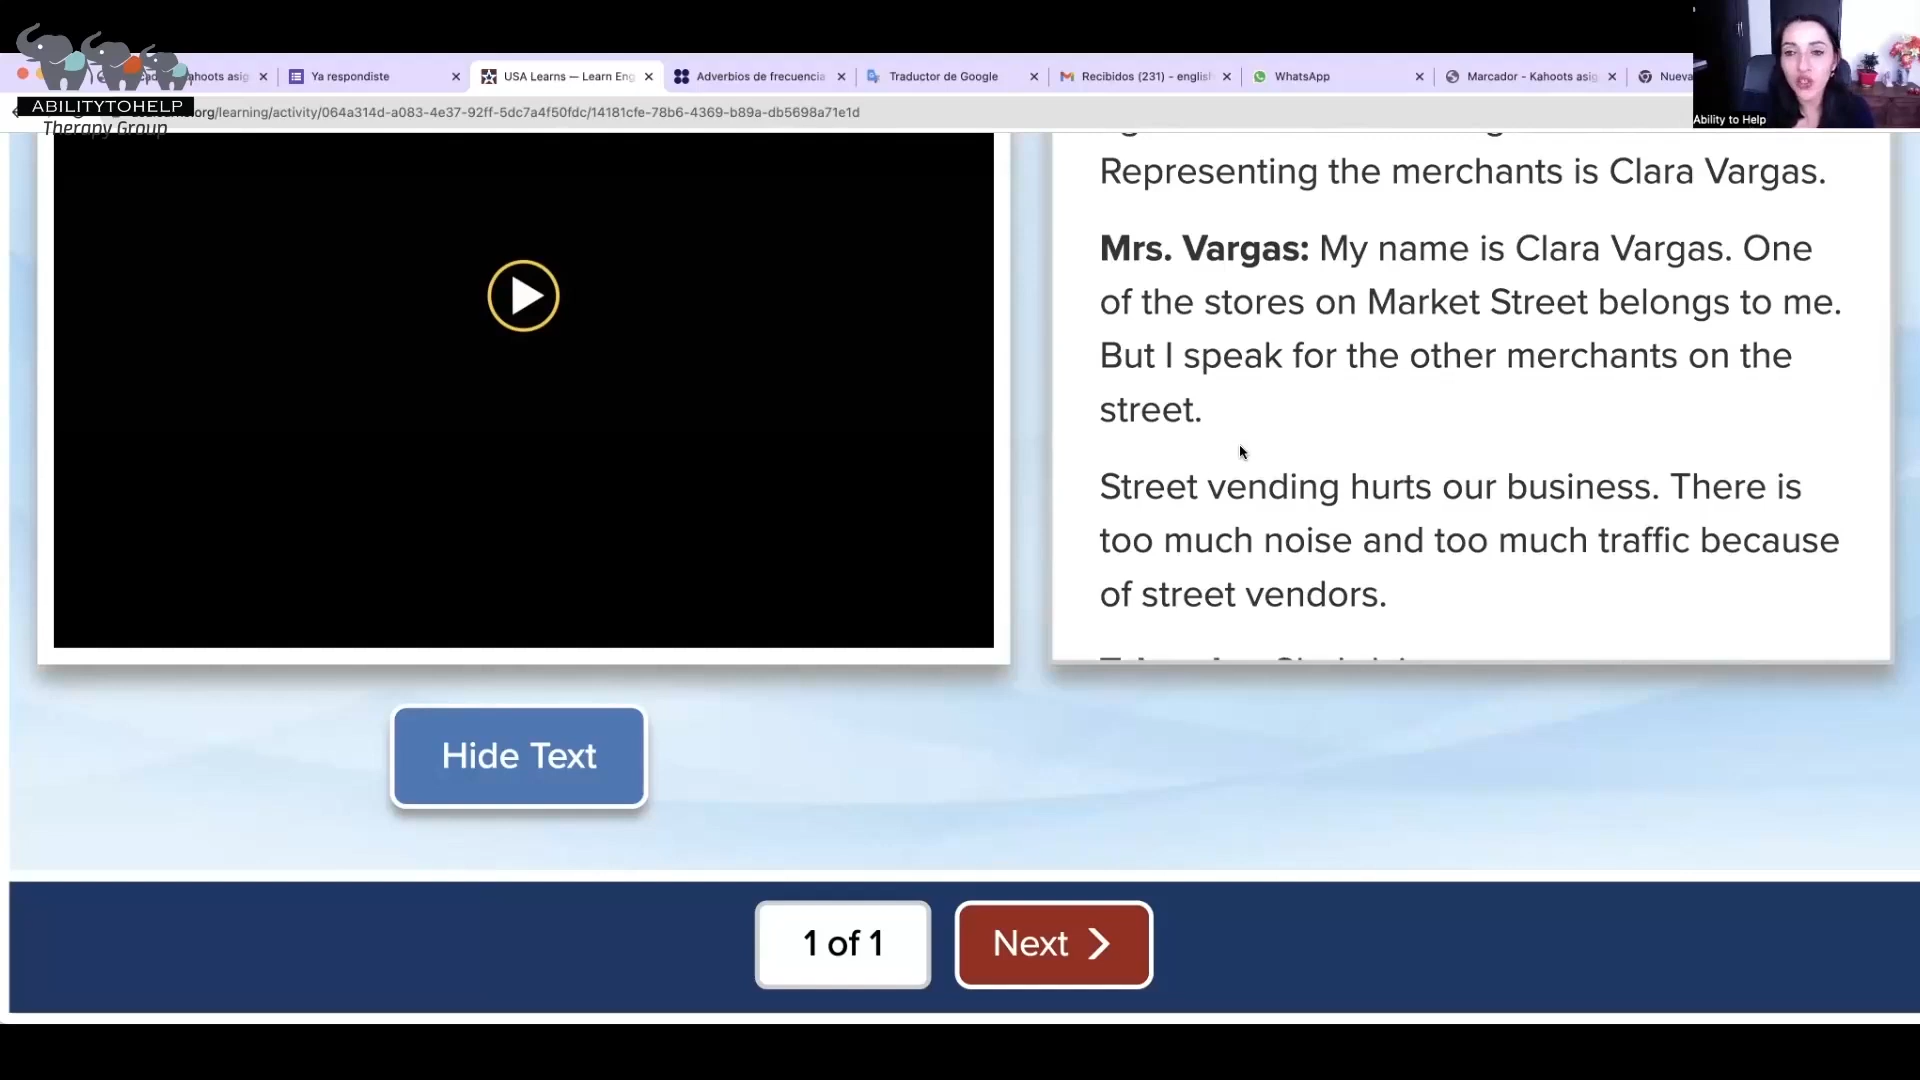 ABILITYTOHELP
Therapy Group
ahoots asig
Ya respondiste
USA Learns — Learn Eng
Adverbios de frecuencia
Traductor de Google
Recibidos (231) - english
WhatsApp
Marcador - Kahoots asig
Nueva
.org/learning/activity/064a314d-a083-4e37-92ff-5dc7a4f50fdc/14181cfe-78b6-4369-b89a-db5698a71e1d
Ability to Help
Representing the merchants is Clara Vargas.
Mrs. Vargas: My name is Clara Vargas. One
of the stores on Market Street belongs to me.
But I speak for the other merchants on the
street.
Street vending hurts our business. There is
too much noise and too much traffic because
of street vendors.
Hide Text
1 of 1
Next